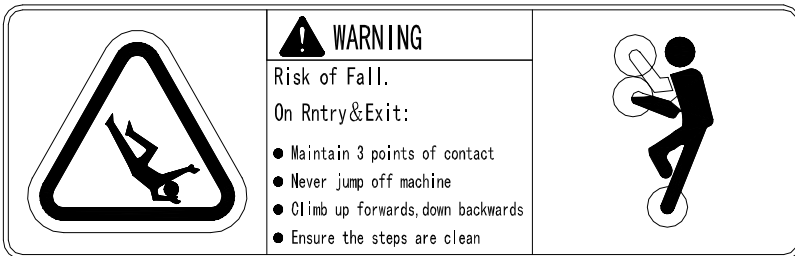 WARNING
Risk of Fall.
On Rntry&Exit:
● Maintain 3 points of contact
● Never jump off machine
● Climb up forwards,down backwards
● Ensure the steps are clean